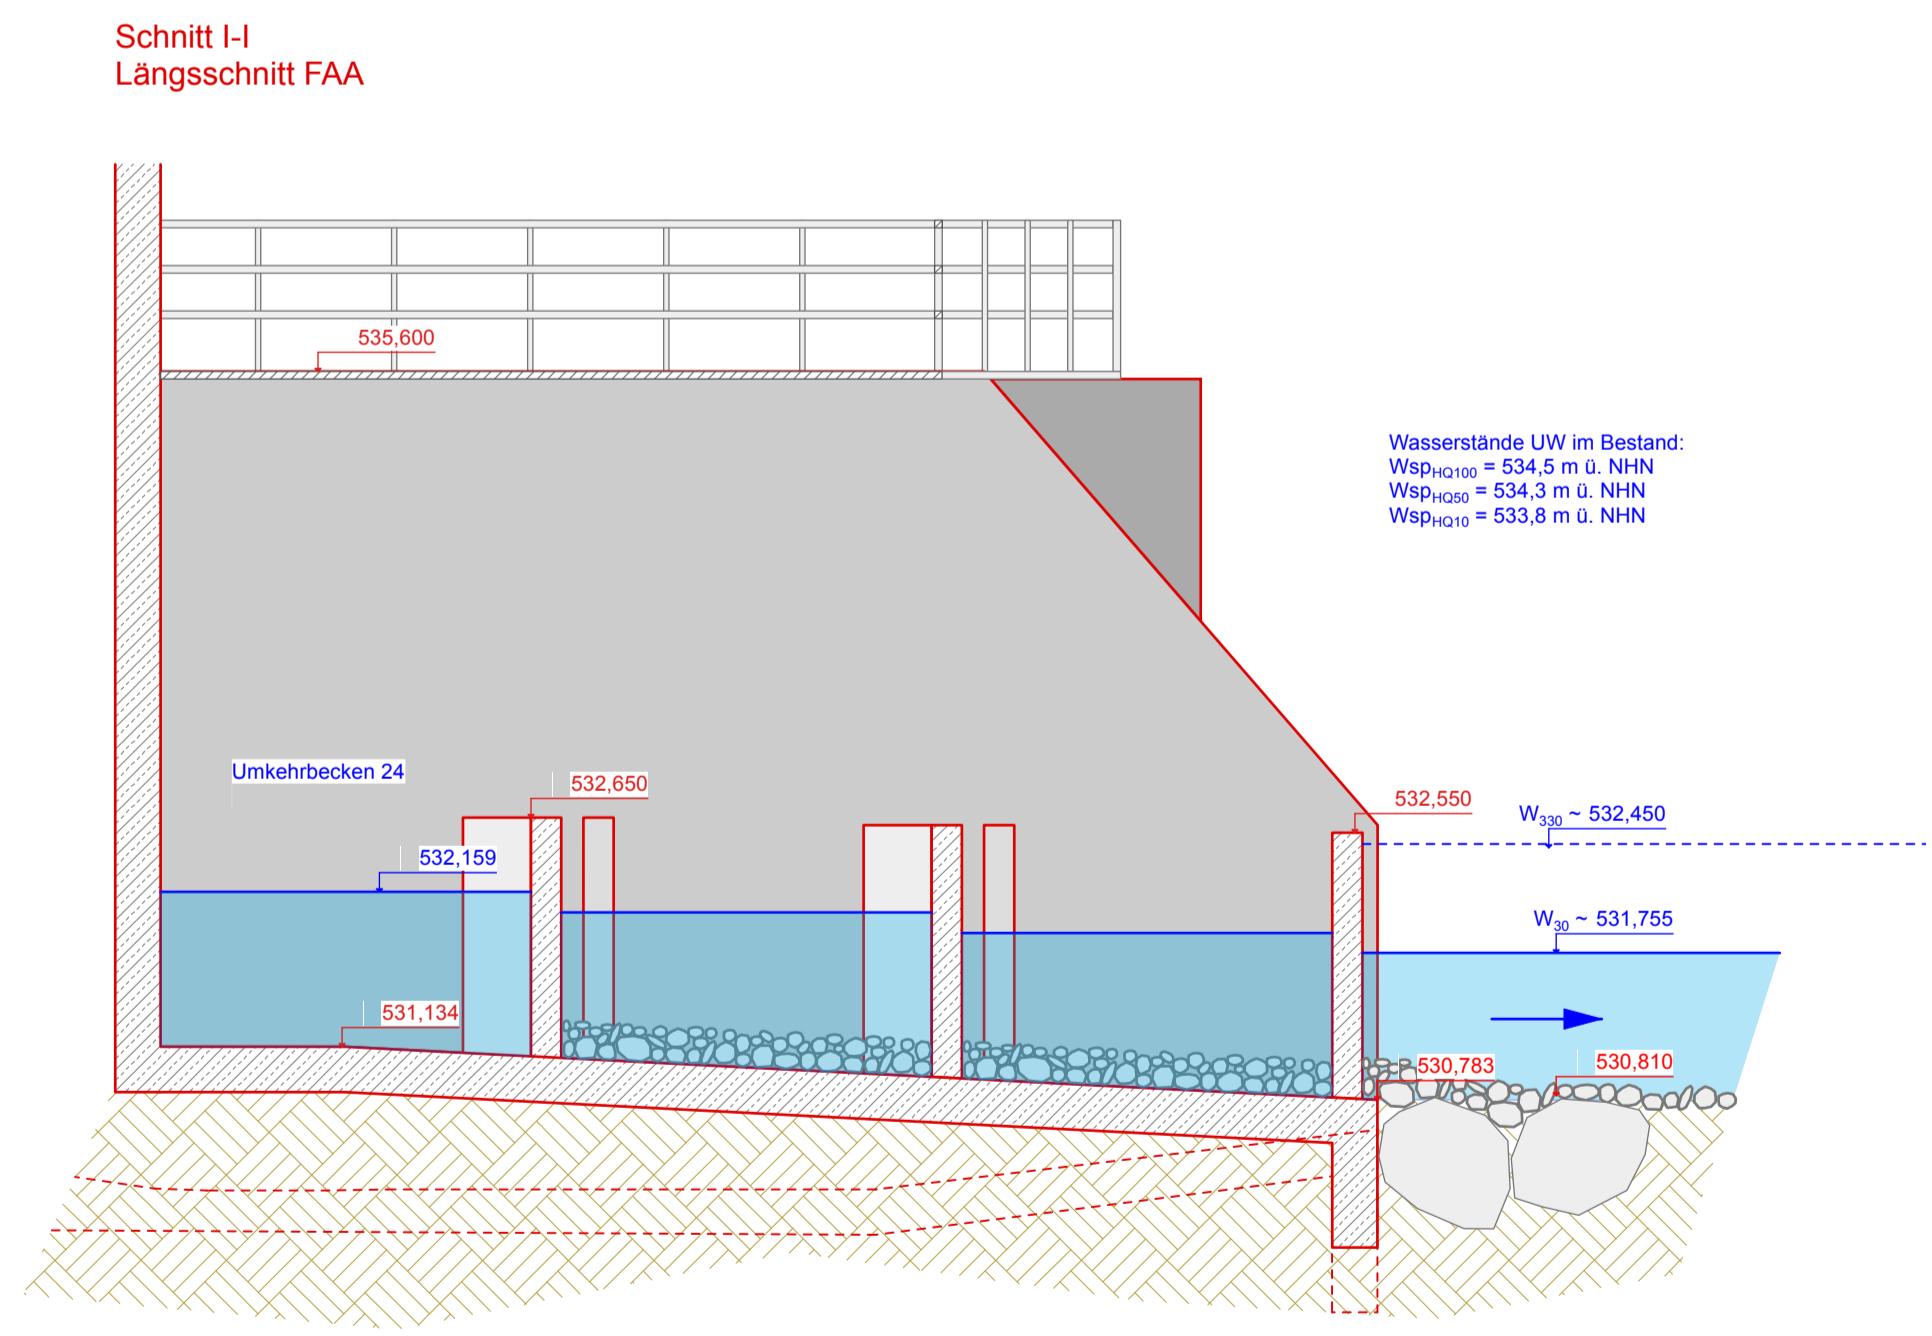 Schnitt I-I
Längsschnitt FAA
535,600
Wasserstände UW im Bestand:
WspHQ100 = 534,5 m ü. NHN
WspHQ50 = 534,3 m ü. NHN
WspHQ10 = 533,8 m ü. NHN
Umkehrbecken 24
532,650
532,550
W330 ~ 532,450
532,159
W30 ~ 531,755
531,134
530,783
530,810